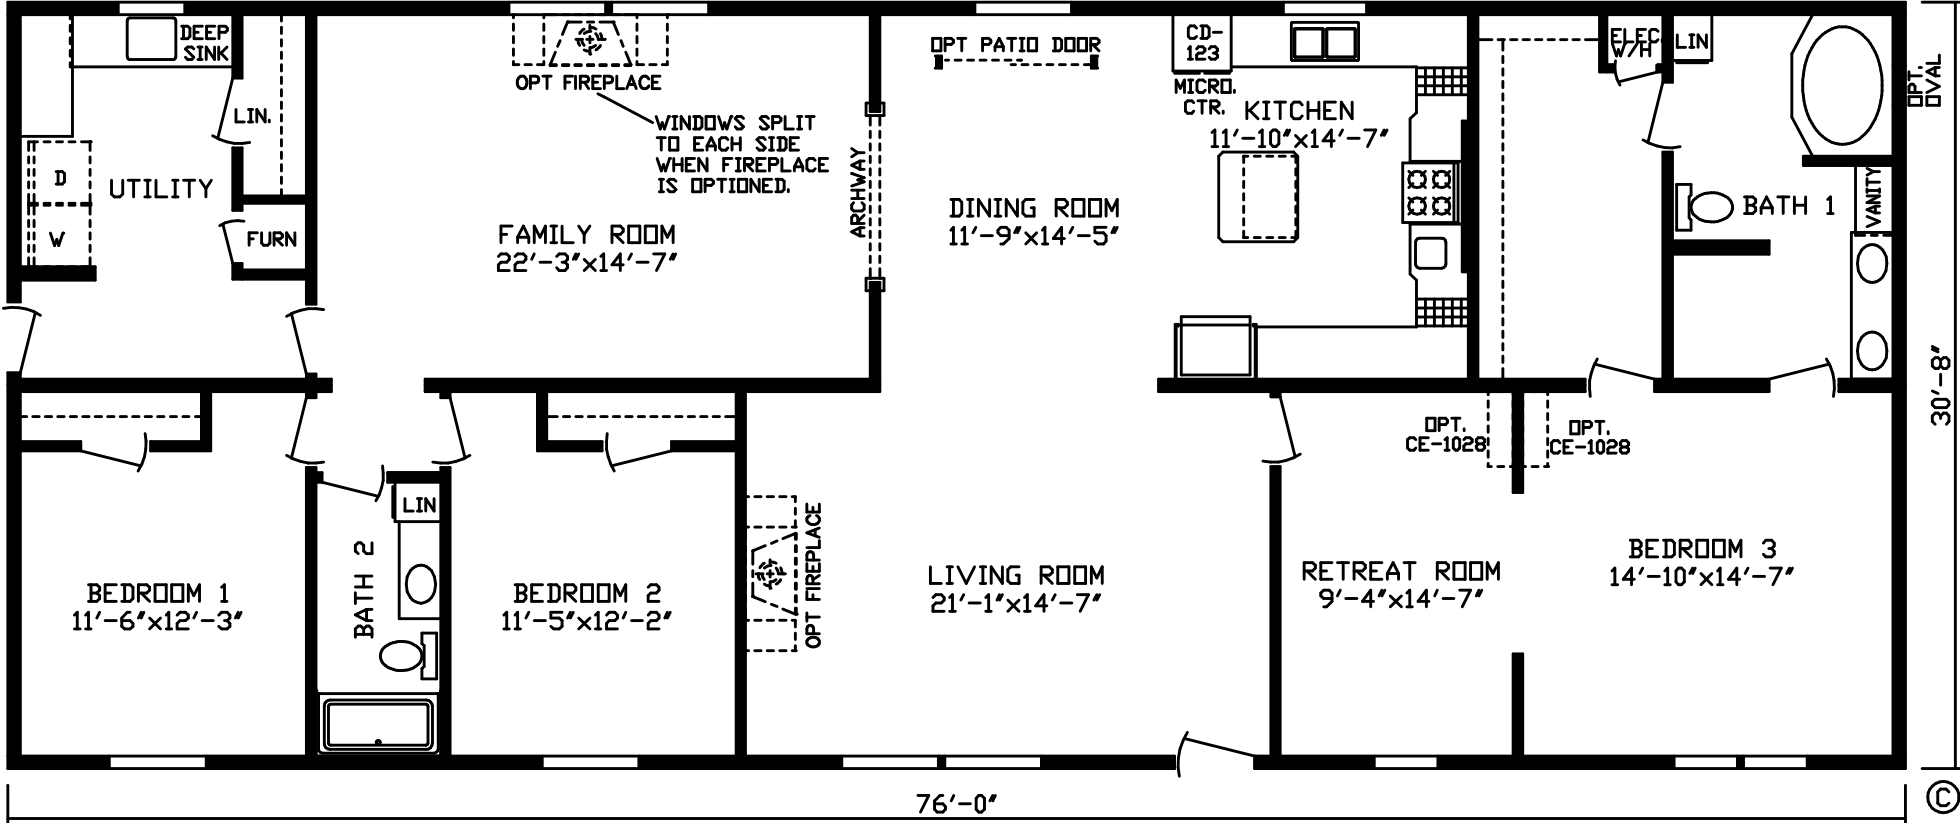 DEEP
SINK
LIN.
D
W
UTILITY
FURN
OPT FIREPLACE
WINDOWS SPLIT
TO EACH SIDE
WHEN FIREPLACE
IS OPTIONED.
FAMILY ROOM
22'-3"x14'-7"
ARCHWAY
OPT PATIO DOOR
DINING ROOM
11'-9"x14'-5"
CD-
123
MICRO.
CTR.
KITCHEN
11'-10"x14'-7"
ELEC.
W/H
LIN
OPT.
OVAL
BATH 1
VANITY
30'-8"
BEDROOM 1
11'-6"x12'-3"
LIN
BATH 2
BEDROOM 2
11'-5"x12'-2"
OPT FIREPLACE
LIVING ROOM
21'-1"x14'-7"
OPT.
CE-1028
OPT.
CE-1028
RETREAT ROOM
9'-4"x14'-7"
BEDROOM 3
14'-10"x14'-7"
76'-0"
©